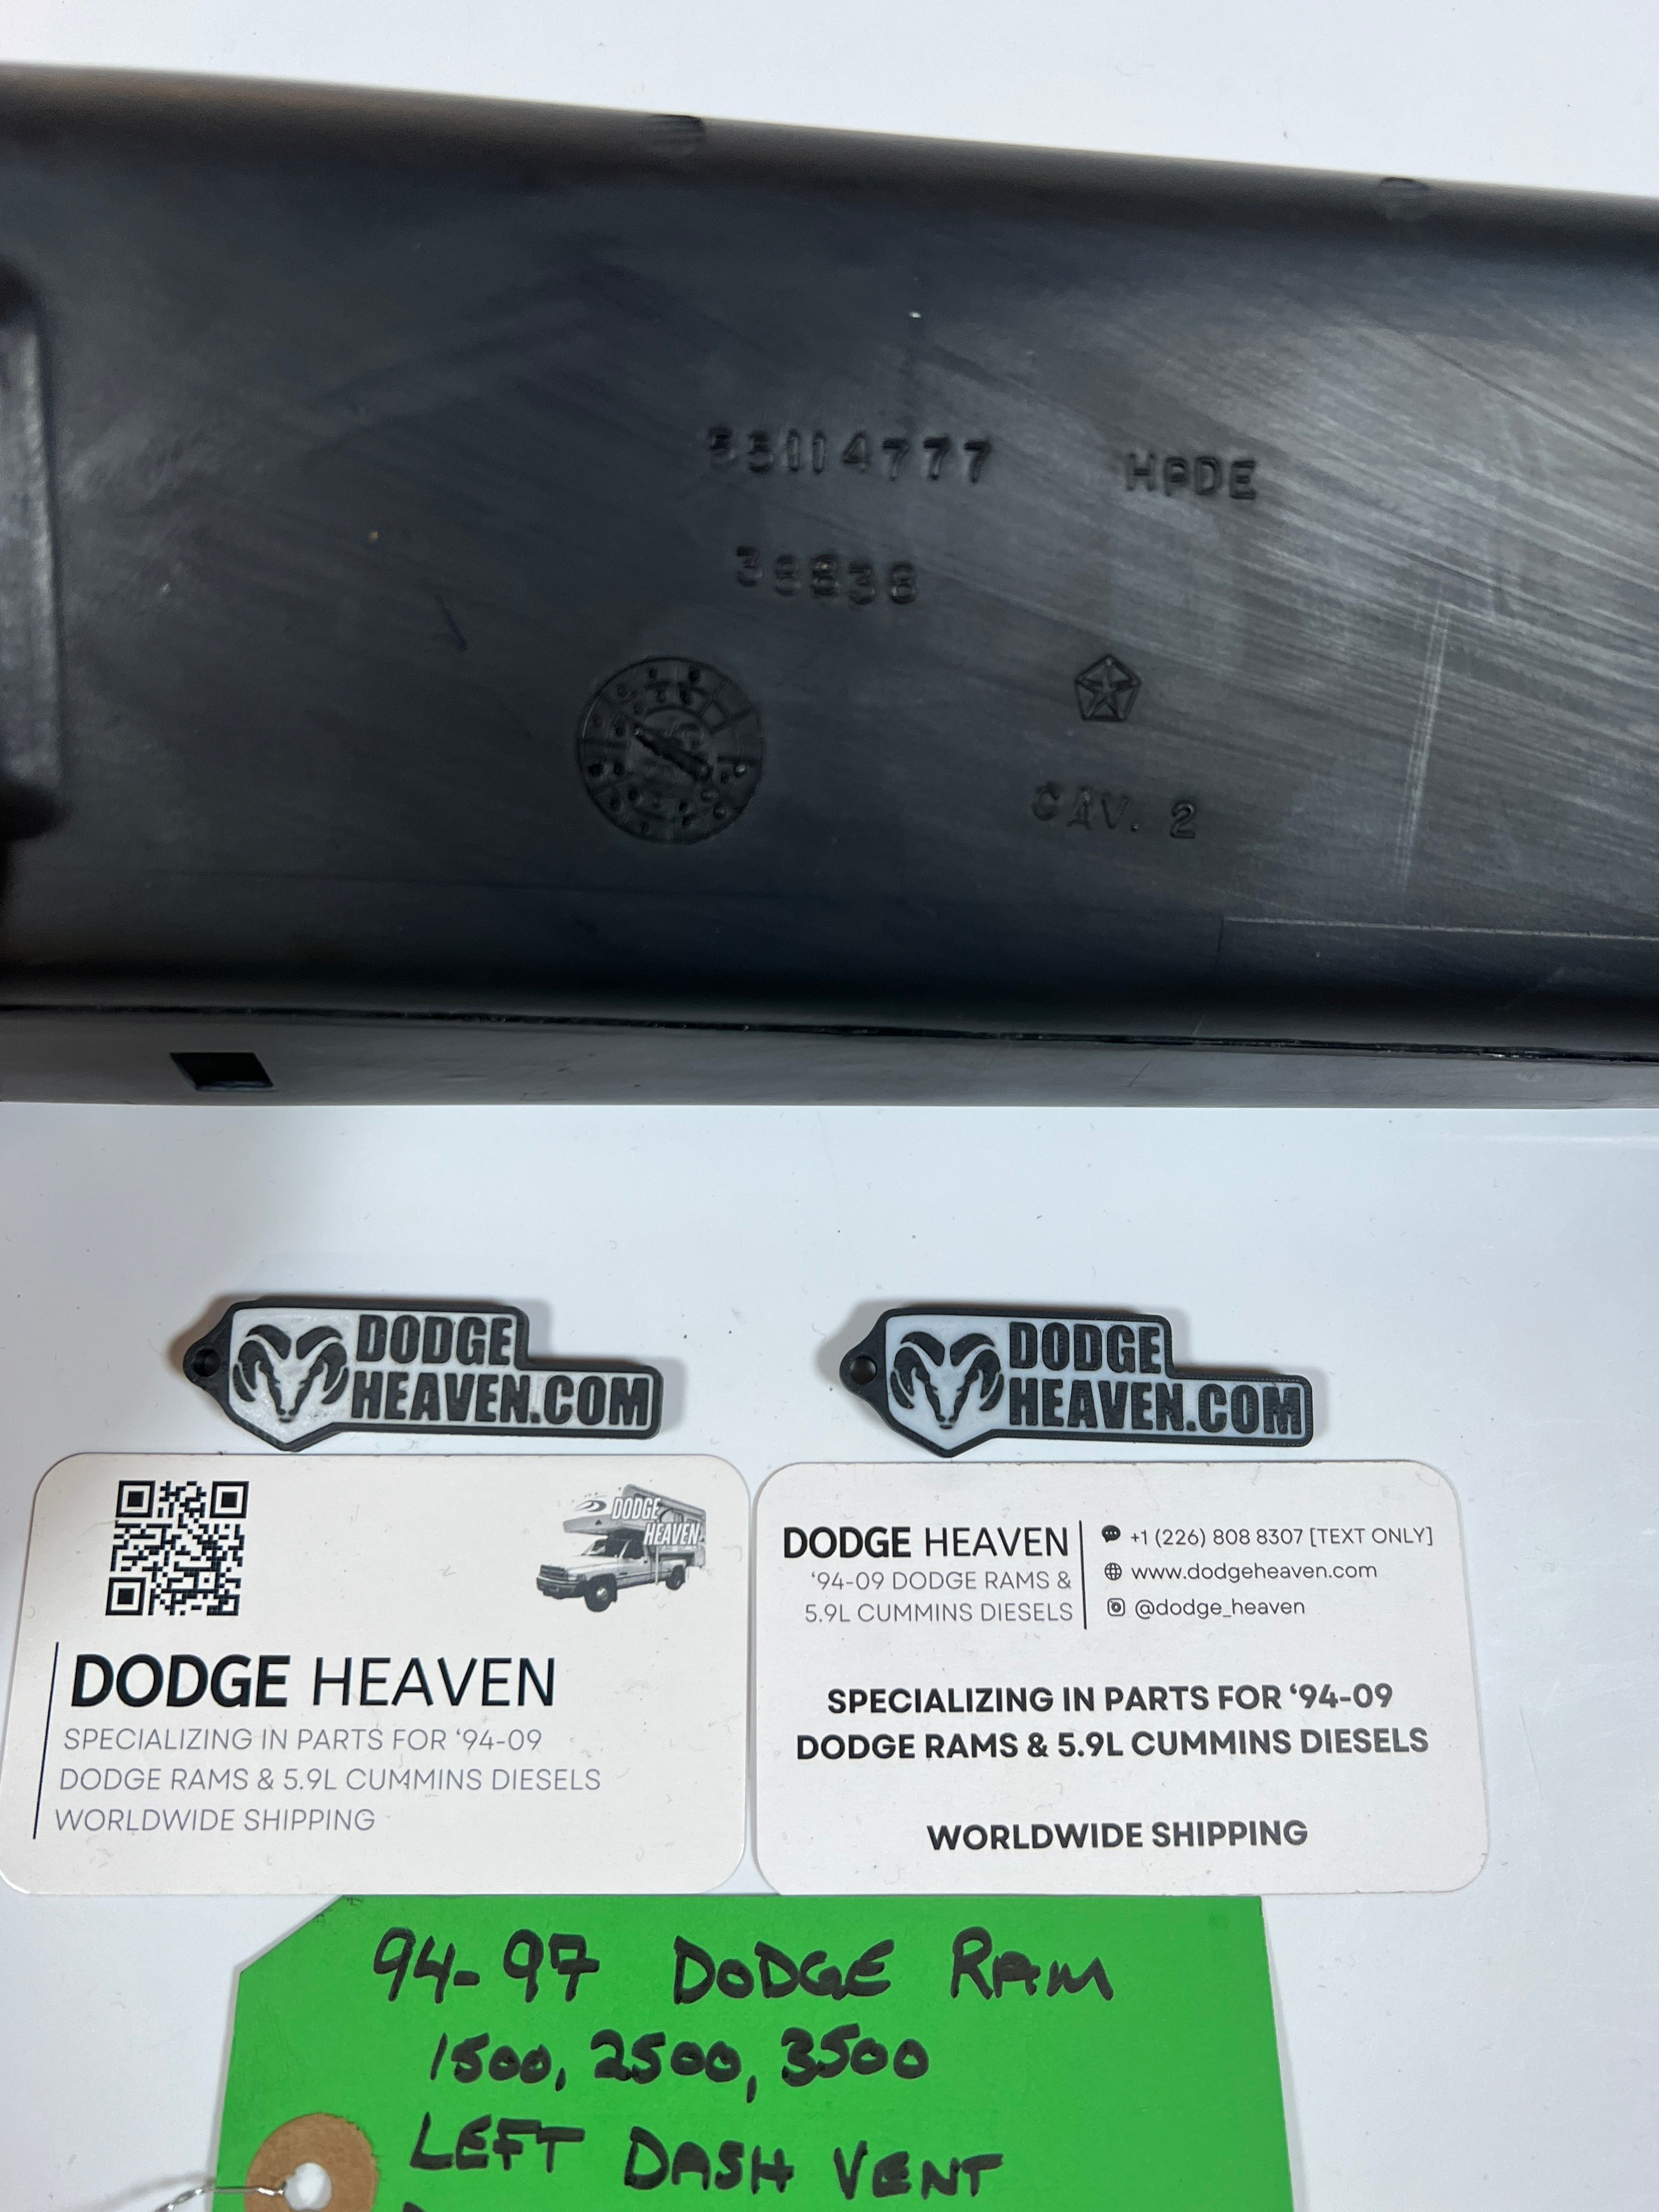 55114777 HPDE
38838
CAV. 2
DODGE
HEAVEN.COM
DODGE
HEAVEN.COM
DODGE
HEAVEN
DODGE HEAVEN
SPECIALIZING IN PARTS FOR ‘94-09
DODGE RAMS & 5.9L CUMMINS DIESELS
WORLDWIDE SHIPPING
DODGE HEAVEN
‘94-09 DODGE RAMS &
5.9L CUMMINS DIESELS
+1 (226) 808 8307 [TEXT ONLY]
www.dodgeheaven.com
@dodge_heaven
SPECIALIZING IN PARTS FOR ‘94-09
DODGE RAMS & 5.9L CUMMINS DIESELS
WORLDWIDE SHIPPING
94-97 DODGE RAM
1500, 2500, 3500
LEFT DASH VENT